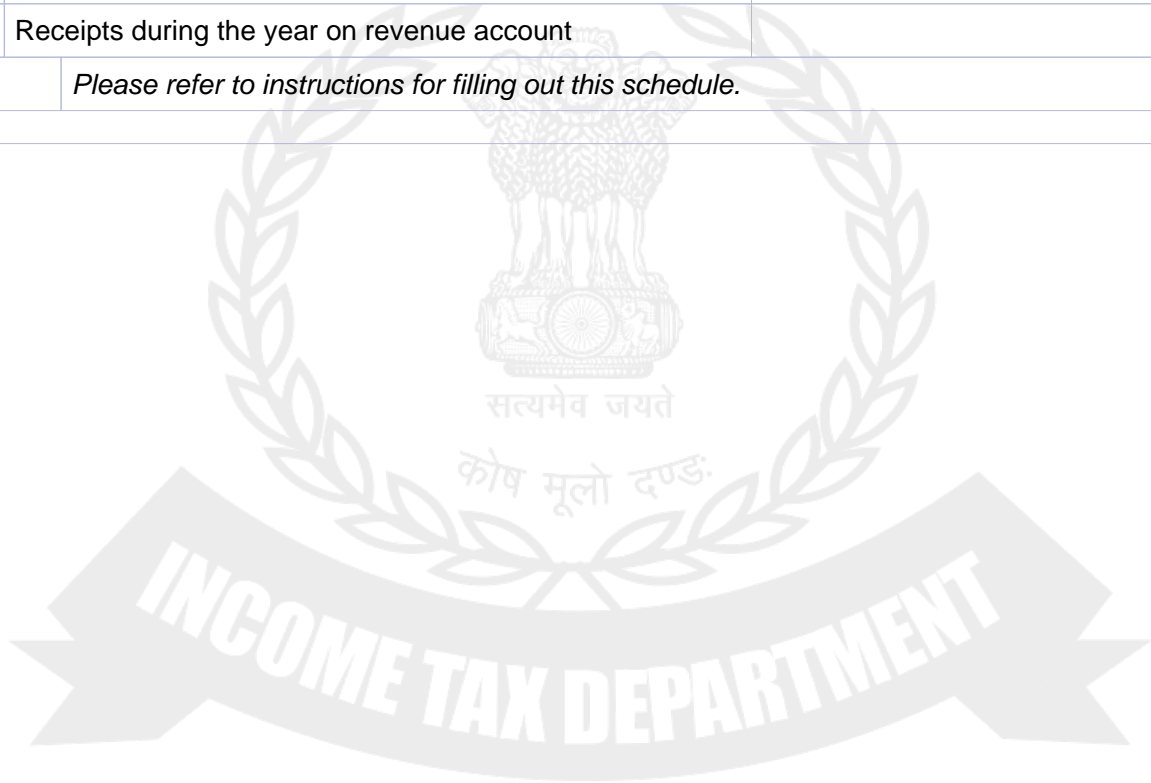 Receipts during the year on revenue account
Please refer to instructions for filling out this schedule.
सत्यमेव जयते
कोष मूलो दण्डः
INCOME TAX DEPARTMENT